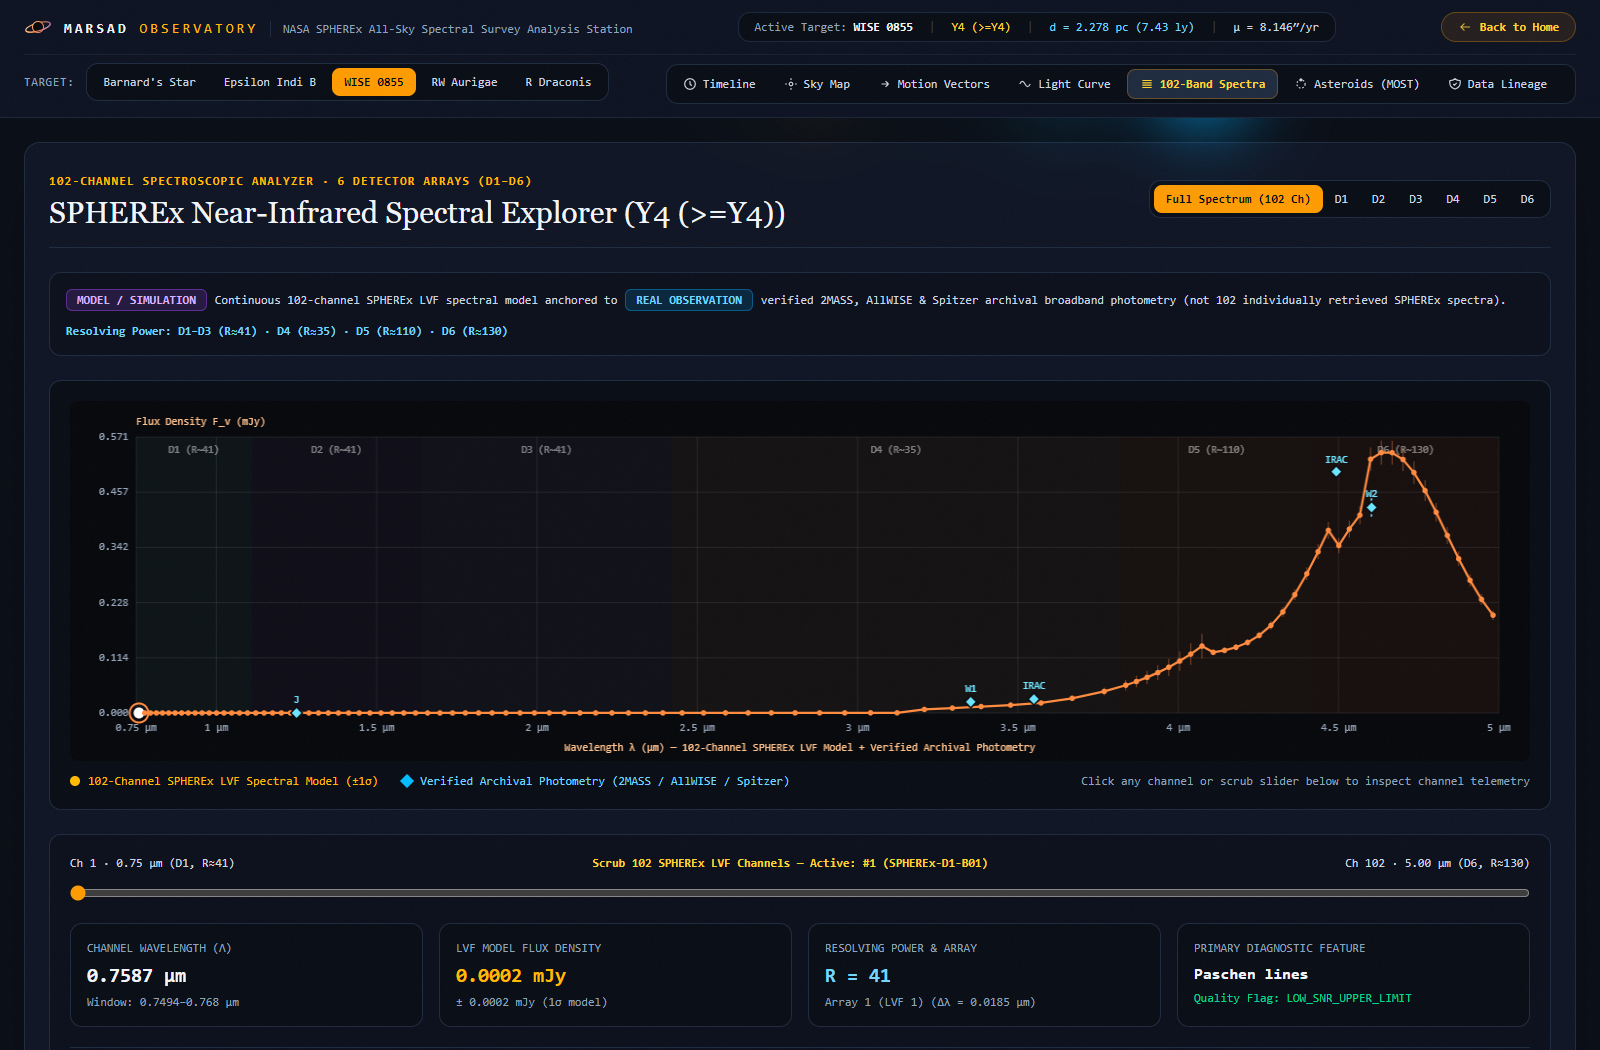 MARSAD OBSERVATORY
NASA SPHEREx All-Sky Spectral Survey Analysis Station
Active Target: WISE 0855 | Y4 (>=Y4) | d = 2.278 pc (7.43 ly) | μ = 8.146″/yr
← Back to Home
TARGET:
Barnard's Star
Epsilon Indi B
WISE 0855
RW Aurigae
R Draconis
Timeline
Sky Map
Motion Vectors
Light Curve
102-Band Spectra
Asteroids (MOST)
Data Lineage
102-CHANNEL SPECTROSCOPIC ANALYZER · 6 DETECTOR ARRAYS (D1–D6)
SPHEREx Near-Infrared Spectral Explorer (Y4 (>=Y4))
Full Spectrum (102 Ch)
D1
D2
D3
D4
D5
D6
MODEL / SIMULATION Continuous 102-channel SPHEREx LVF spectral model anchored to REAL OBSERVATION verified 2MASS, AllWISE & Spitzer archival broadband photometry (not 102 individually retrieved SPHEREx spectra).
Resolving Power: D1–D3 (R≈41) · D4 (R≈35) · D5 (R≈110) · D6 (R≈130)
Flux Density F_ν (mJy)
0.571
0.457
0.342
0.228
0.114
0.000
D1 (R~41)
D2 (R~41)
D3 (R~41)
D4 (R~35)
D5 (R~110)
D6 (R~130)
J
W1
IRAC
IRAC
W2
0.75 μm
1 μm
1.5 μm
2 μm
2.5 μm
3 μm
3.5 μm
4 μm
4.5 μm
5 μm
Wavelength λ (μm) — 102-Channel SPHEREx LVF Model + Verified Archival Photometry
102-Channel SPHEREx LVF Spectral Model (±1σ)
Verified Archival Photometry (2MASS / AllWISE / Spitzer)
Click any channel or scrub slider below to inspect channel telemetry
Ch 1 · 0.75 μm (D1, R≈41)
Scrub 102 SPHEREx LVF Channels — Active: #1 (SPHEREx-D1-B01)
Ch 102 · 5.00 μm (D6, R≈130)
CHANNEL WAVELENGTH (Λ)
0.7587 μm
Window: 0.7494–0.768 μm
LVF MODEL FLUX DENSITY
0.0002 mJy
± 0.0002 mJy (1σ model)
RESOLVING POWER & ARRAY
R = 41
Array 1 (LVF 1) (Δλ = 0.0185 μm)
PRIMARY DIAGNOSTIC FEATURE
Paschen lines
Quality Flag: LOW_SNR_UPPER_LIMIT